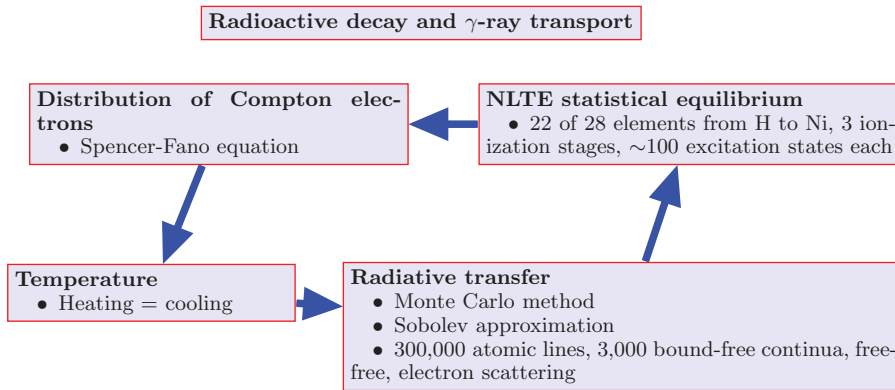 Radioactive decay and γ-ray transport
Distribution of Compton elec-
trons
• Spencer-Fano equation
NLTE statistical equilibrium
• 22 of 28 elements from H to Ni, 3 ion-
ization stages, ∼100 excitation states each
Temperature
• Heating = cooling
Radiative transfer
• Monte Carlo method
• Sobolev approximation
• 300,000 atomic lines, 3,000 bound-free continua, free-
free, electron scattering